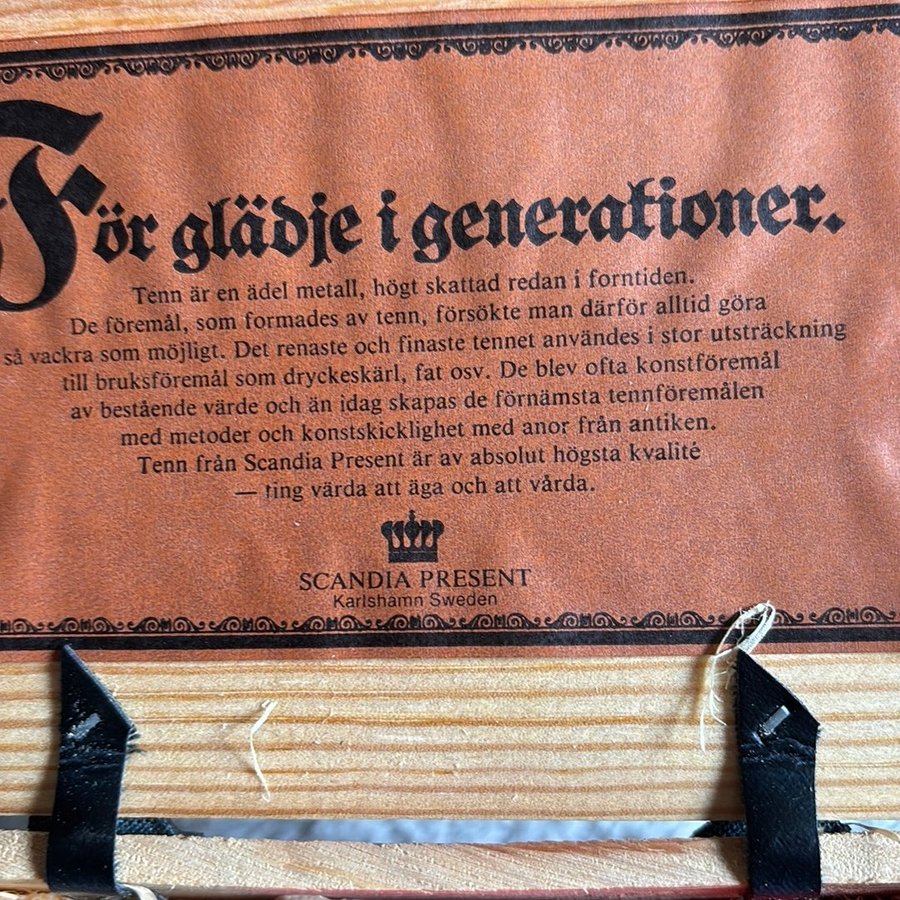 För glädje i generationer.
Tenn är en ädel metall, högt skattad redan i forntiden.
De föremål, som formades av tenn, försökte man därför alltid göra
så vackra som möjligt. Det renaste och finaste tennet användes i stor utsträckning
till bruksföremål som dryckeskärl, fat osv. De blev ofta konstföremål
av bestående värde och än idag skapas de förnämsta tennföremålen
med metoder och konstskicklighet med anor från antiken.
Tenn från Scandia Present är av absolut högsta kvalité
— ting värda att äga och att vårda.
SCANDIA PRESENT
Karlshamn Sweden